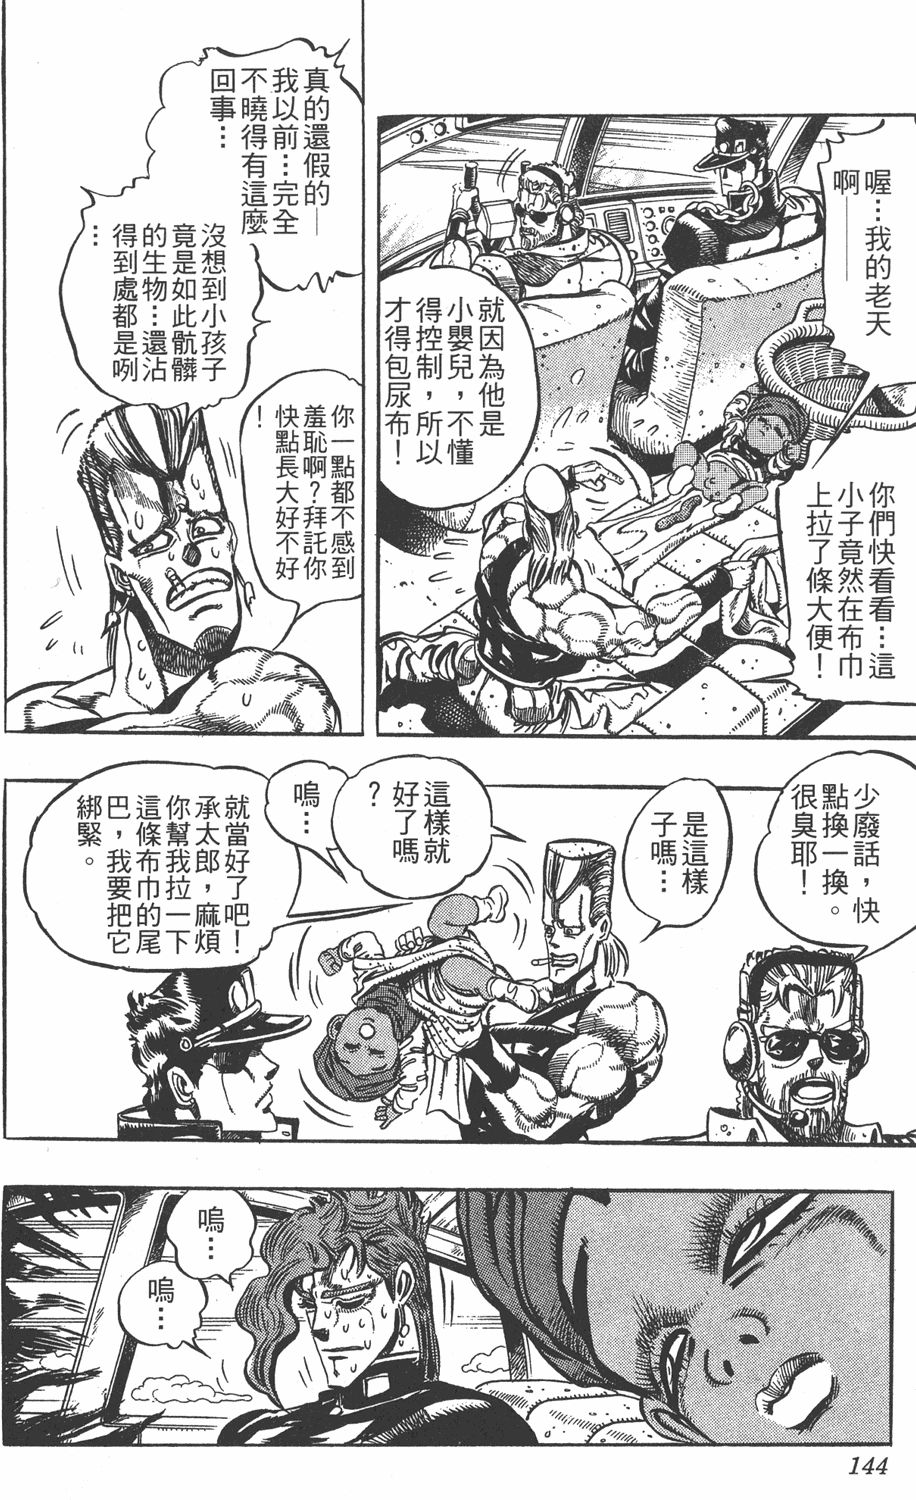 喔⋯我的老天
啊——
你們快看看⋯這
小子竟然在布巾
上拉了條大便！
就因為他是
小嬰兒，不懂
得控制，所以
才得包尿布！
真的還假的—
我以前⋯完全
不曉得有這麼
回事⋯
沒想到小孩子
竟是如此骯髒
的生物⋯還沾
得到處都是咧
⋯
你一點都不感到
羞恥啊？拜託你
快點長大好不好
！
少廢話，快
點換一換。
很臭耶！
是這樣
子嗎⋯
這樣就
好了嗎
？
嗚⋯
就當好了吧！
承太郎，麻煩
你幫我拉一下
這條布巾的尾
巴，我要把它
綁緊。
嗚⋯
嗚⋯
144